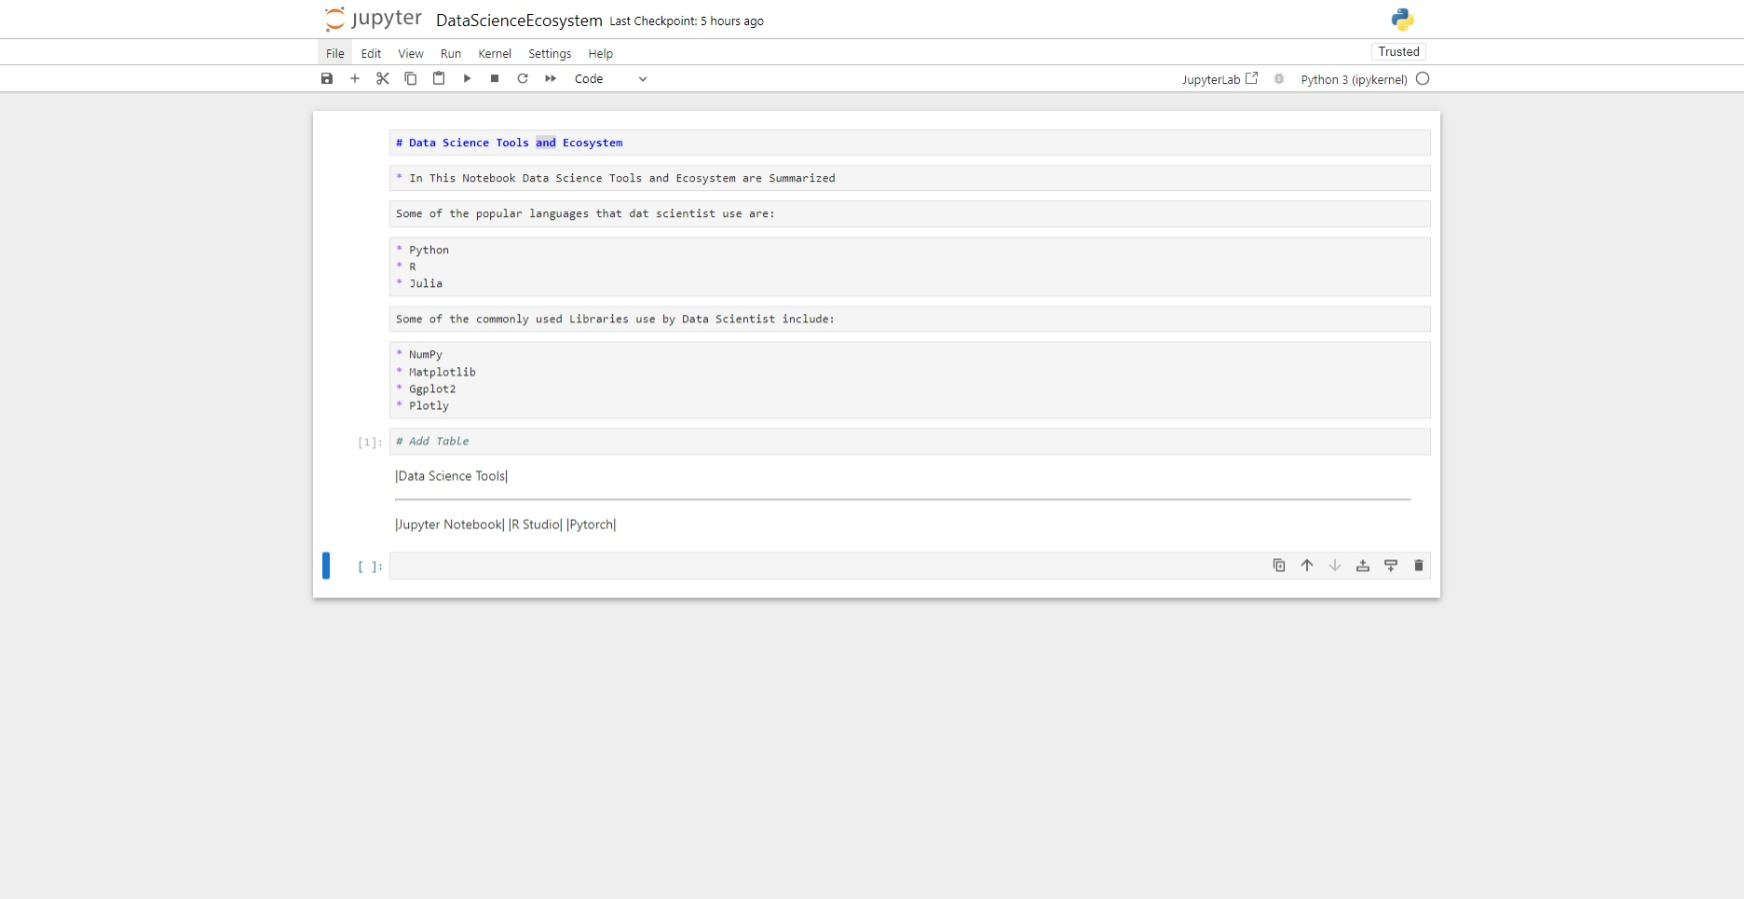 jupyter DataScienceEcosystem Last Checkpoint: 5 hours ago
File Edit View Run Kernel Settings Help Trusted
Code JupyterLab Python 3 (ipykernel)
# Data Science Tools and Ecosystem
* In This Notebook Data Science Tools and Ecosystem are Summarized
Some of the popular languages that dat scientist use are:
* Python
* R
* Julia
Some of the commonly used Libraries use by Data Scientist include:
* NumPy
* Matplotlib
* Ggplot2
* Plotly
[1]: # Add Table
|Data Science Tools|
|Jupyter Notebook| |R Studio| |Pytorch|
[ ]: